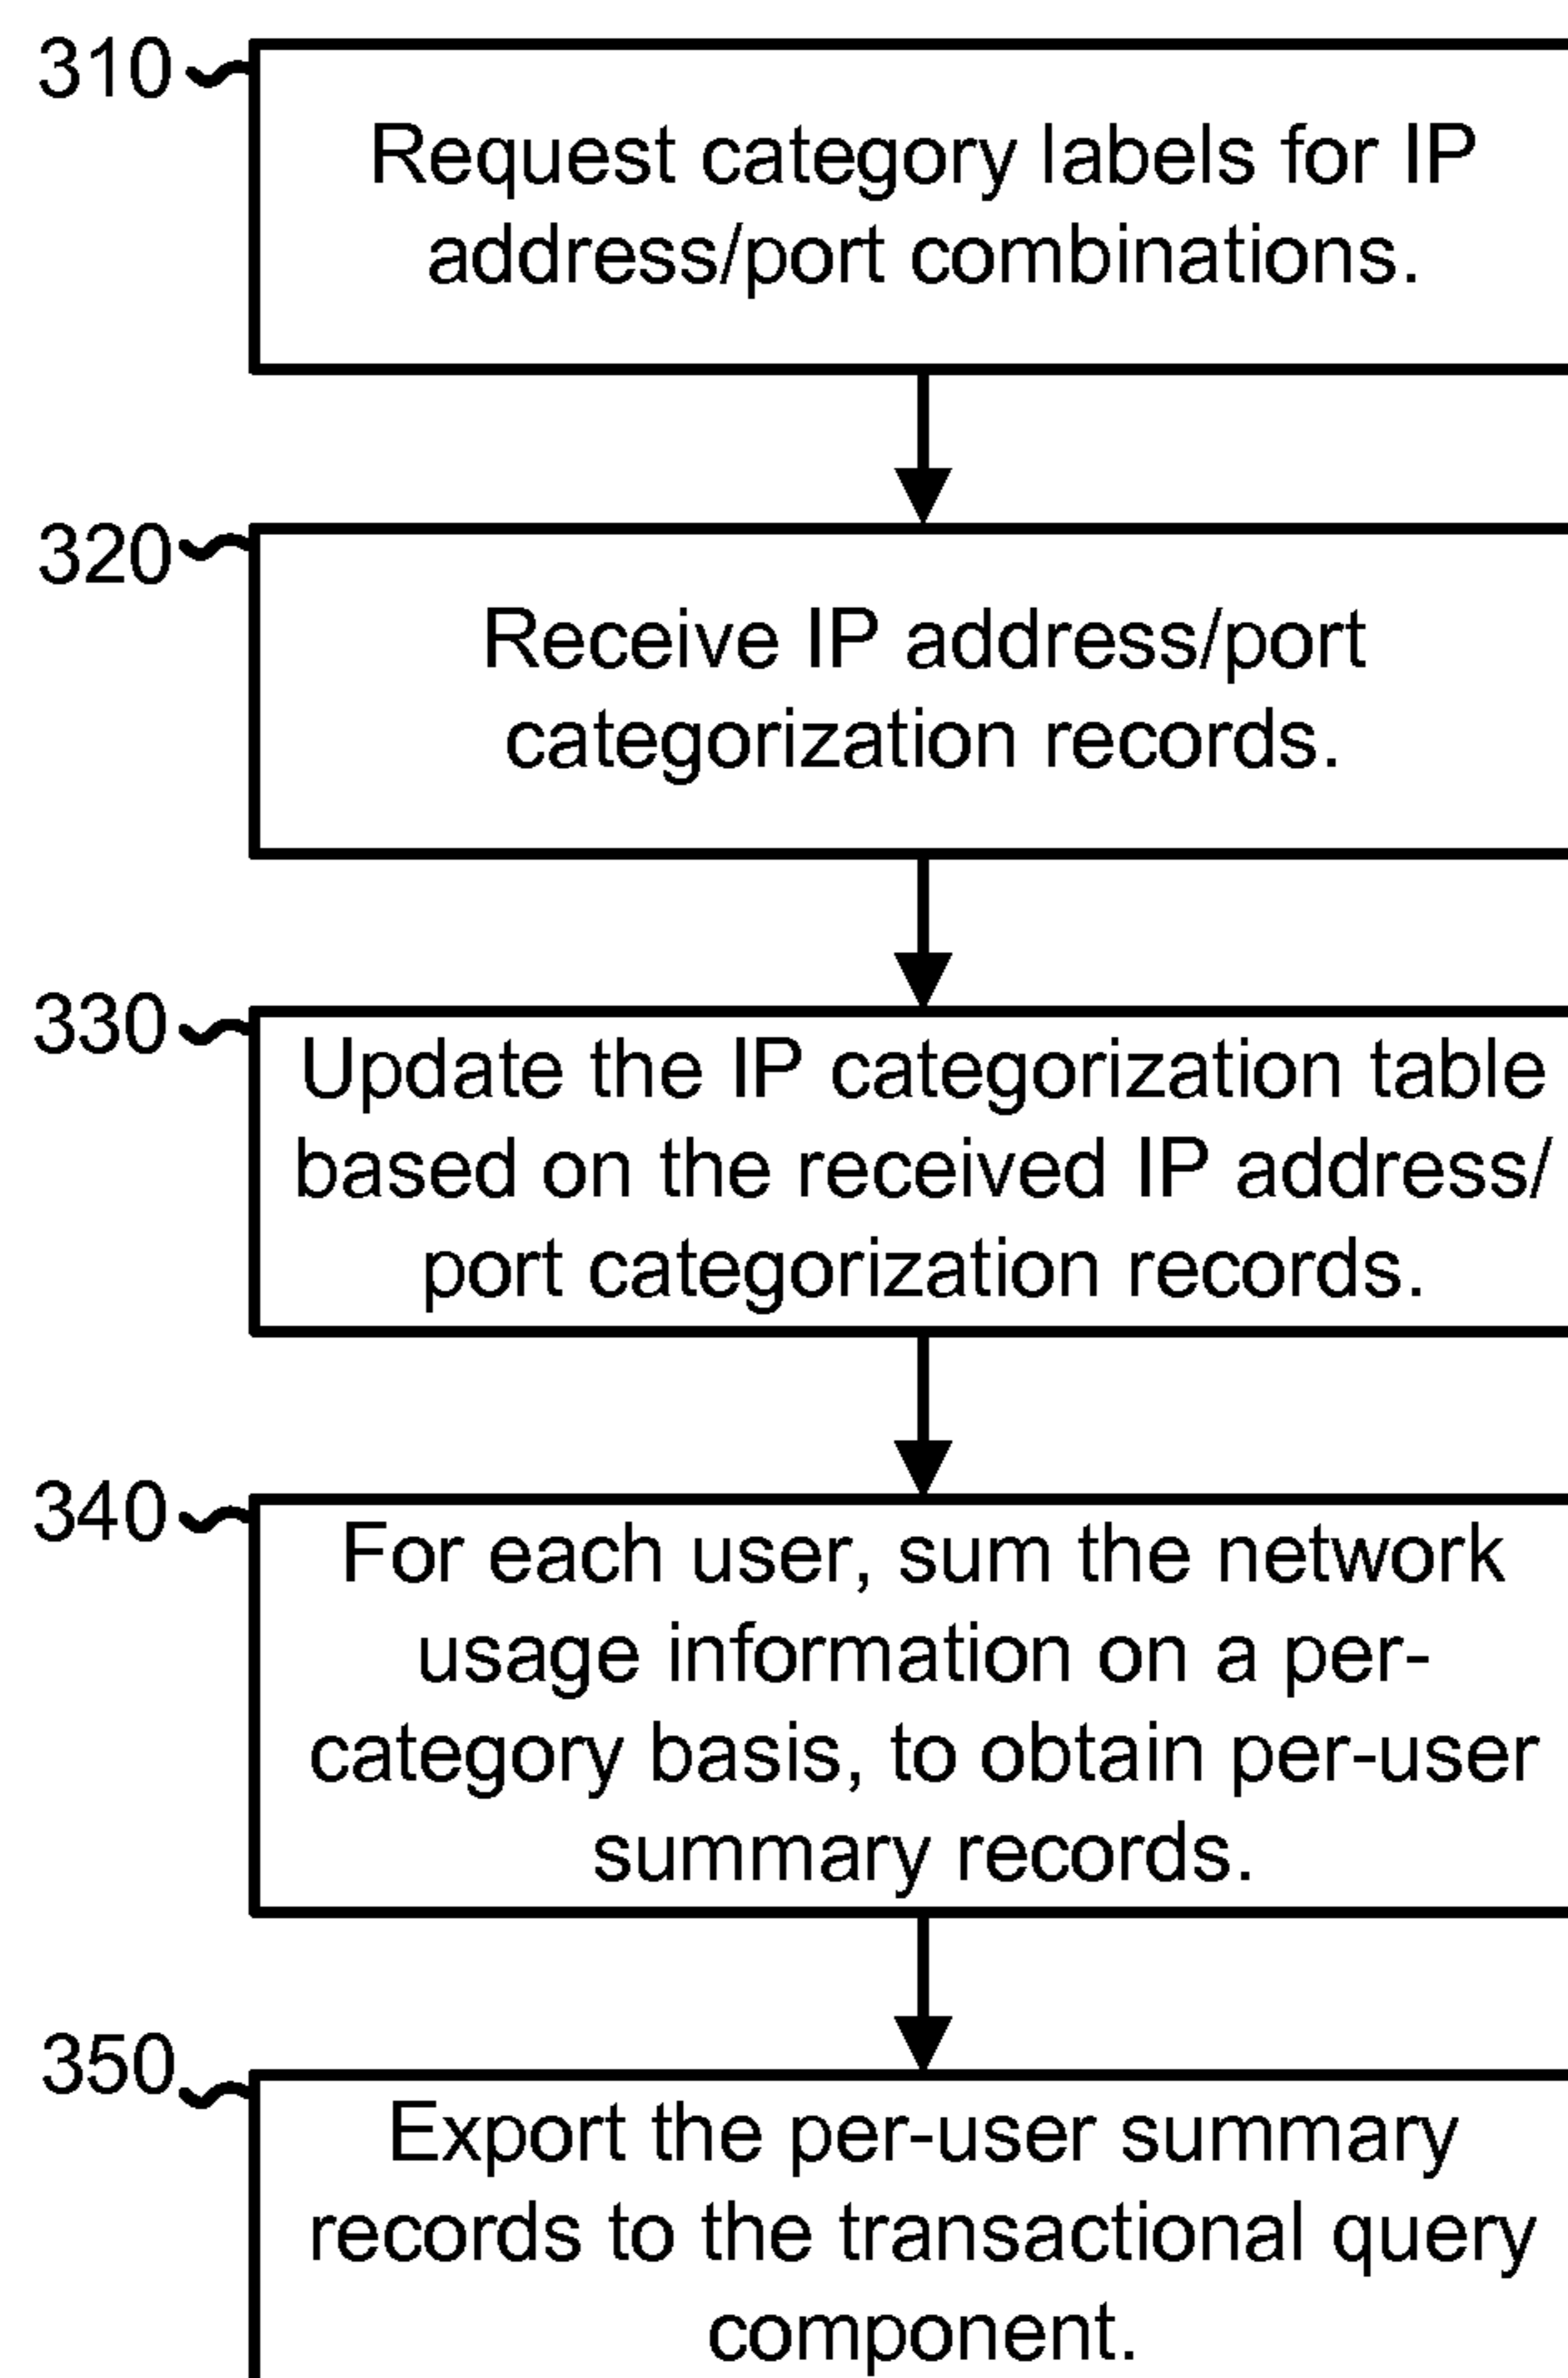 310
Request category labels for IP
address/port combinations.
320
Receive IP address/port
categorization records.
330
Update the IP categorization table
based on the received IP address/
port categorization records.
340
For each user, sum the network
usage information on a per-
category basis, to obtain per-user
summary records.
350
Export the per-user summary
records to the transactional query
component.